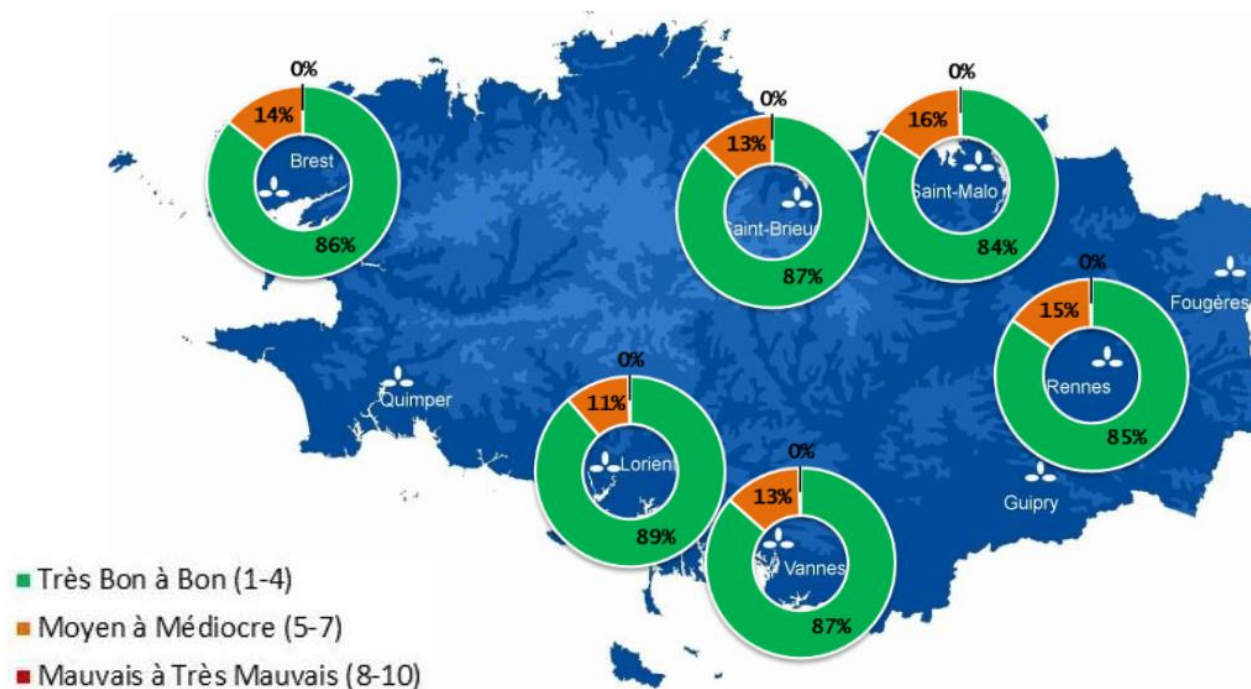 0%
14%
Brest
86%
0%
13%
Saint-Brieuc
87%
0%
16%
Saint-Malo
84%
0%
15%
Rennes
85%
Fougères
Quimper
0%
11%
Lorient
89%
0%
13%
Vannes
87%
Guipry
Très Bon à Bon (1-4)
Moyen à Médiocre (5-7)
Mauvais à Très Mauvais (8-10)